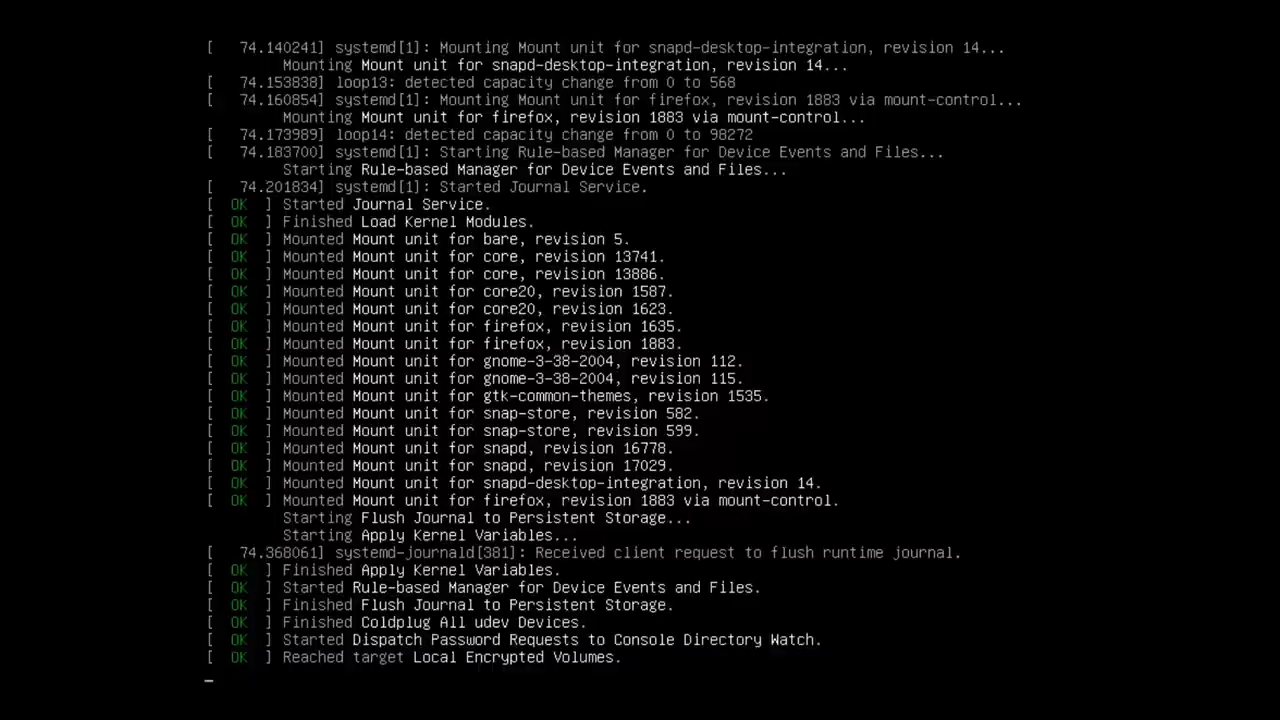 [   74.140241] systemd[1]: Mounting Mount unit for snapd-desktop-integration, revision 14...
         Mounting Mount unit for snapd-desktop-integration, revision 14...
[   74.153838] loop13: detected capacity change from 0 to 568
[   74.160854] systemd[1]: Mounting Mount unit for firefox, revision 1883 via mount-control...
         Mounting Mount unit for firefox, revision 1883 via mount-control...
[   74.173989] loop14: detected capacity change from 0 to 98272
[   74.183700] systemd[1]: Starting Rule-based Manager for Device Events and Files...
         Starting Rule-based Manager for Device Events and Files...
[   74.201834] systemd[1]: Started Journal Service.
[  OK  ] Started Journal Service.
[  OK  ] Finished Load Kernel Modules.
[  OK  ] Mounted Mount unit for bare, revision 5.
[  OK  ] Mounted Mount unit for core, revision 13741.
[  OK  ] Mounted Mount unit for core, revision 13886.
[  OK  ] Mounted Mount unit for core20, revision 1587.
[  OK  ] Mounted Mount unit for core20, revision 1623.
[  OK  ] Mounted Mount unit for firefox, revision 1635.
[  OK  ] Mounted Mount unit for firefox, revision 1883.
[  OK  ] Mounted Mount unit for gnome-3-38-2004, revision 112.
[  OK  ] Mounted Mount unit for gnome-3-38-2004, revision 115.
[  OK  ] Mounted Mount unit for gtk-common-themes, revision 1535.
[  OK  ] Mounted Mount unit for snap-store, revision 582.
[  OK  ] Mounted Mount unit for snap-store, revision 599.
[  OK  ] Mounted Mount unit for snapd, revision 16778.
[  OK  ] Mounted Mount unit for snapd, revision 17029.
[  OK  ] Mounted Mount unit for snapd-desktop-integration, revision 14.
[  OK  ] Mounted Mount unit for firefox, revision 1883 via mount-control.
         Starting Flush Journal to Persistent Storage...
         Starting Apply Kernel Variables...
[   74.368061] systemd-journald[381]: Received client request to flush runtime journal.
[  OK  ] Finished Apply Kernel Variables.
[  OK  ] Started Rule-based Manager for Device Events and Files.
[  OK  ] Finished Flush Journal to Persistent Storage.
[  OK  ] Finished Coldplug All udev Devices.
[  OK  ] Started Dispatch Password Requests to Console Directory Watch.
[  OK  ] Reached target Local Encrypted Volumes.
_